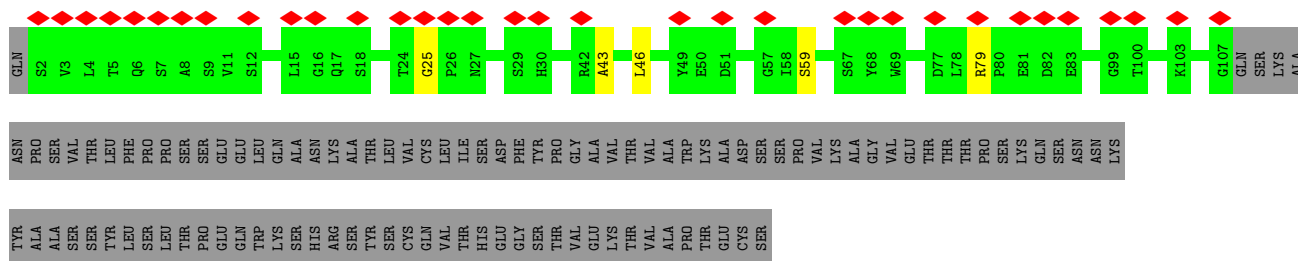 GLN S2 V3 L4 T5 Q6 S7 A8 S9 V11 S12 L15 G16 Q17 S18 T24 G25 P26 N27 S29 H30 R42 A43 L46 Y49 E50 D51 G57 I58 S59 S67 Y68 W69 D77 L78 R79 P80 E81 D82 E83 G99 T100 K103 G107 GLN SER LYS ALA
ASN PRO SER VAL THR LEU PHE PRO PRO SER SER GLU GLU LEU GLN ALA ASN LYS ALA THR LEU VAL CYS LEU ILE SER ASP PHE TYR PRO GLY ALA VAL THR VAL ALA TRP LYS ALA ASP SER SER PRO VAL LYS ALA GLY VAL GLU THR THR THR PRO SER LYS GLN SER ASN ASN LYS
TYR ALA ALA SER SER TYR LEU SER LEU THR PRO GLU GLN TRP LYS SER HIS ARG SER TYR SER CYS GLN VAL THR HIS GLU GLY SER THR VAL GLU LYS THR VAL ALA PRO THR GLU CYS SER